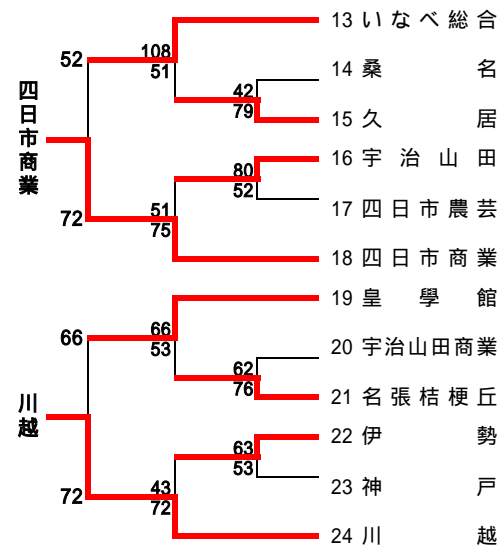 13 いなべ総合
52
108
51
14 桑名
42
79
15 久居
四日市商業
16 宇治山田
80
52
17 四日市農芸
72
51
75
18 四日市商業
19 皇學館
66
66
53
20 宇治山田商業
62
76
21 名張桔梗丘
川越
22 伊勢
63
53
23 神戸
72
43
72
24 川越